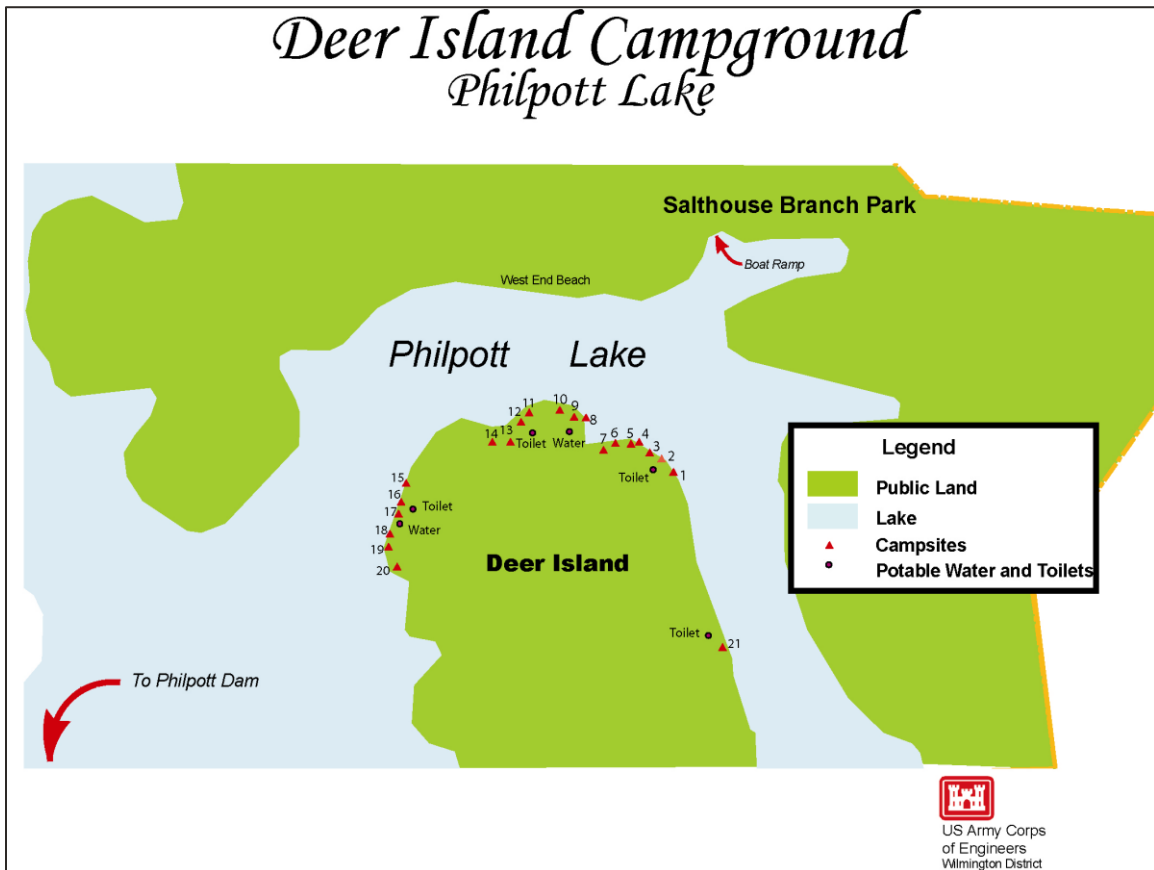 Deer Island Campground
Philpott Lake
Salthouse Branch Park
Boat Ramp
West End Beach
Philpott Lake
11
10
9
8
12
14
13
Toilet
Water
7
6
5
4
3
2
1
Toilet
15
16
17
18
19
20
Toilet
Water
Deer Island
Toilet
21
To Philpott Dam
Legend
Public Land
Lake
Campsites
Potable Water and Toilets
US Army Corps
of Engineers
Wilmington District